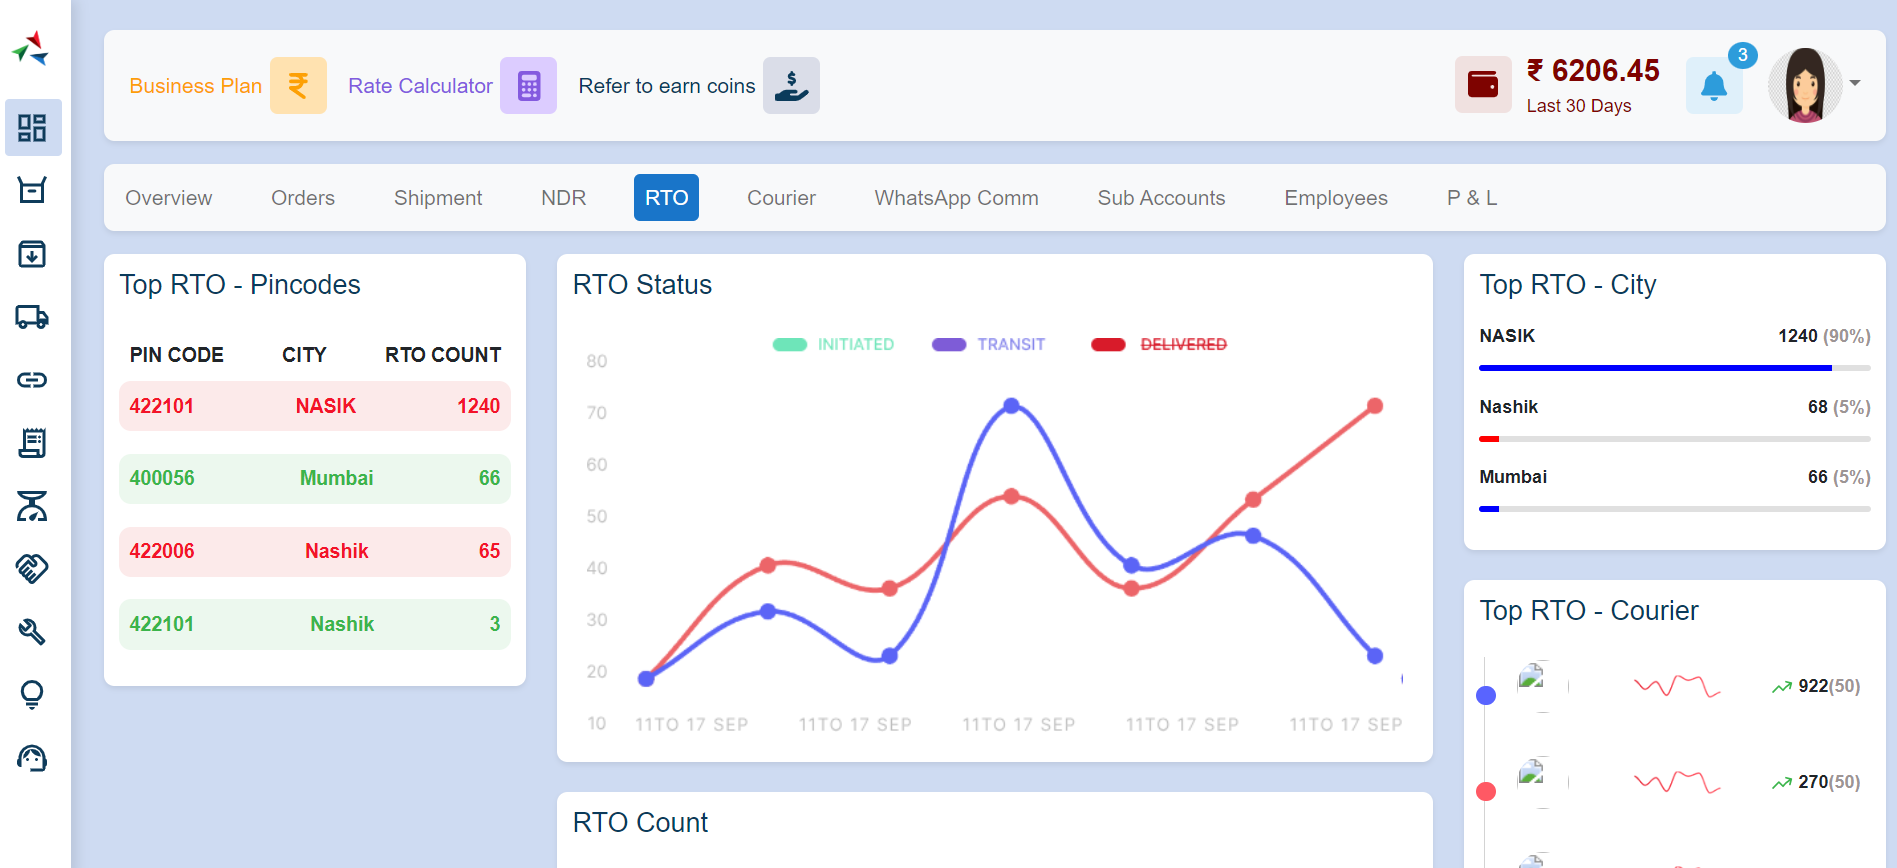 Business Plan
Rate Calculator
Refer to earn coins
₹ 6206.45
Last 30 Days
3
Overview Orders Shipment NDR RTO Courier WhatsApp Comm Sub Accounts Employees P & L
Top RTO - Pincodes
PIN CODE CITY RTO COUNT
422101 NASIK 1240
400056 Mumbai 66
422006 Nashik 65
422101 Nashik 3
RTO Status
INITIATED TRANSIT DELIVERED
80
70
60
50
40
30
20
10
11TO 17 SEP 11TO 17 SEP 11TO 17 SEP 11TO 17 SEP 11TO 17 SEP
RTO Count
Top RTO - City
NASIK 1240 (90%)
Nashik 68 (5%)
Mumbai 66 (5%)
Top RTO - Courier
922(50)
270(50)